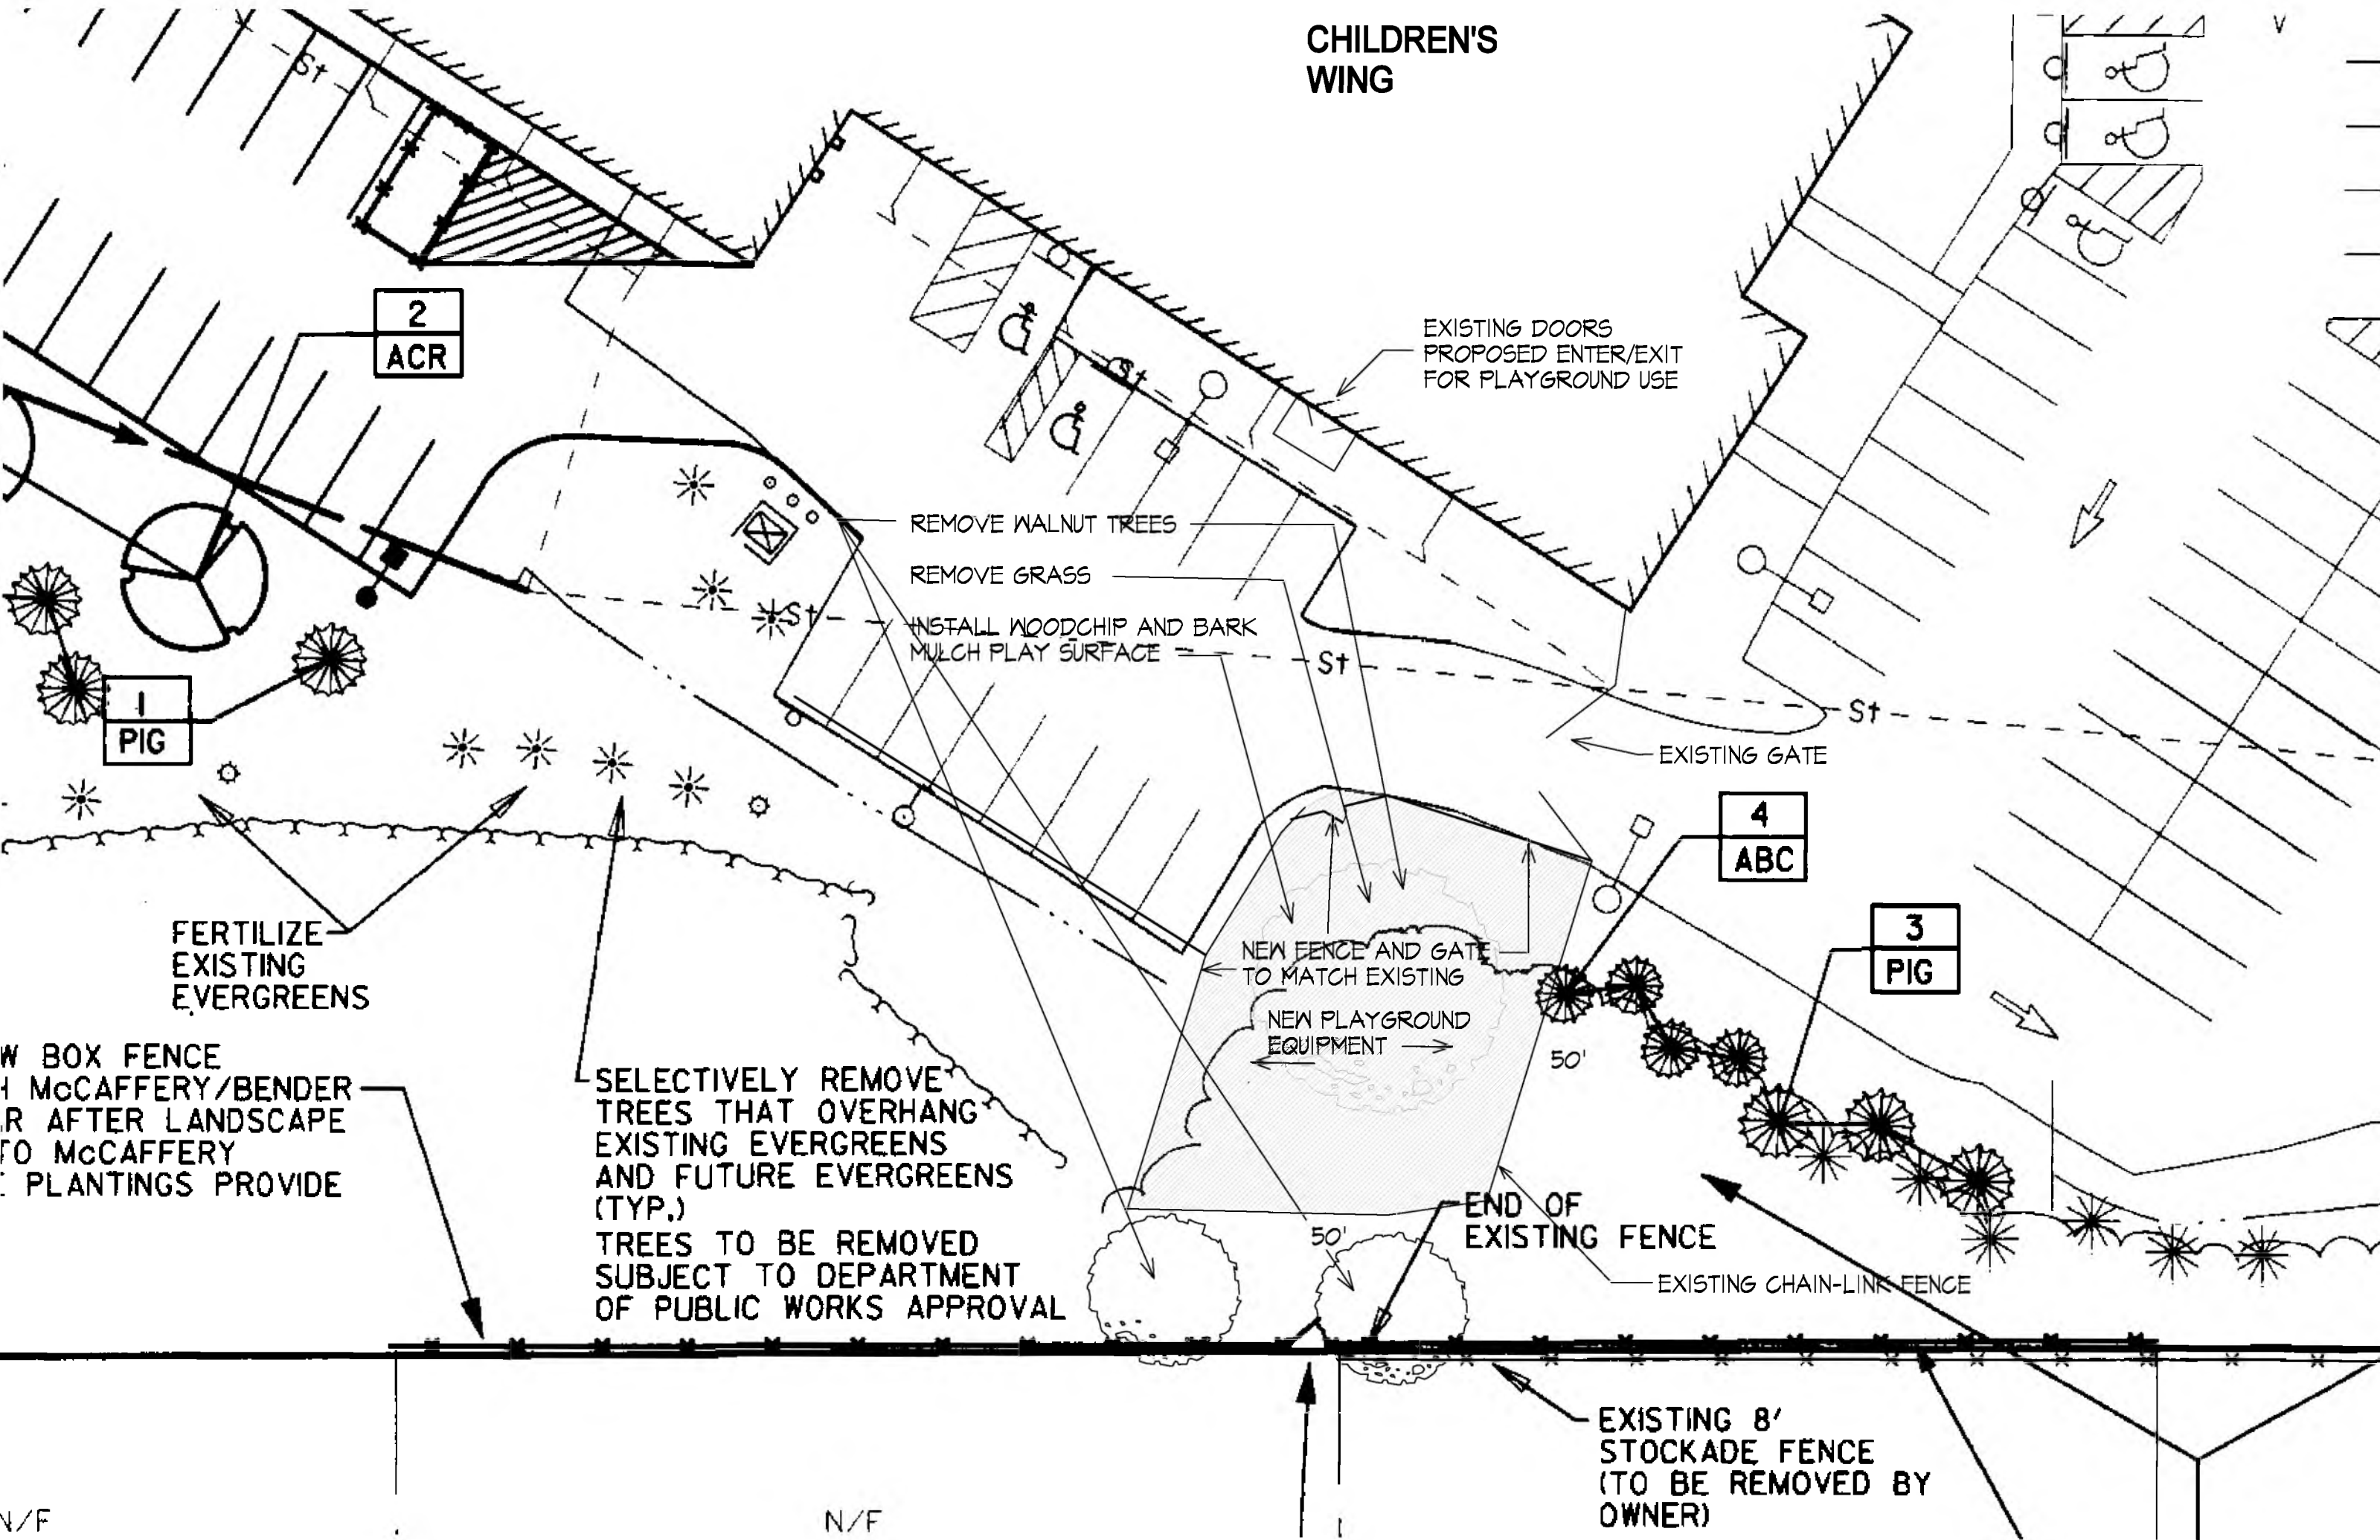 CHILDREN'S
WING
St
2
ACR
EXISTING DOORS
PROPOSED ENTER/EXIT
FOR PLAYGROUND USE
St
REMOVE WALNUT TREES
REMOVE GRASS
St
INSTALL WOODCHIP AND BARK
MULCH PLAY SURFACE
St
St
1
PIG
EXISTING GATE
4
ABC
3
PIG
FERTILIZE
EXISTING
EVERGREENS
NEW FENCE AND GATE
TO MATCH EXISTING
NEW PLAYGROUND
EQUIPMENT
50'
W BOX FENCE
H McCAFFERY/BENDER
R AFTER LANDSCAPE
TO McCAFFERY
E PLANTINGS PROVIDE
SELECTIVELY REMOVE
TREES THAT OVERHANG
EXISTING EVERGREENS
AND FUTURE EVERGREENS
(TYP.)
TREES TO BE REMOVED
SUBJECT TO DEPARTMENT
OF PUBLIC WORKS APPROVAL
50'
END OF
EXISTING FENCE
EXISTING CHAIN-LINK FENCE
EXISTING 8'
STOCKADE FENCE
(TO BE REMOVED BY
OWNER)
N/F
N/F